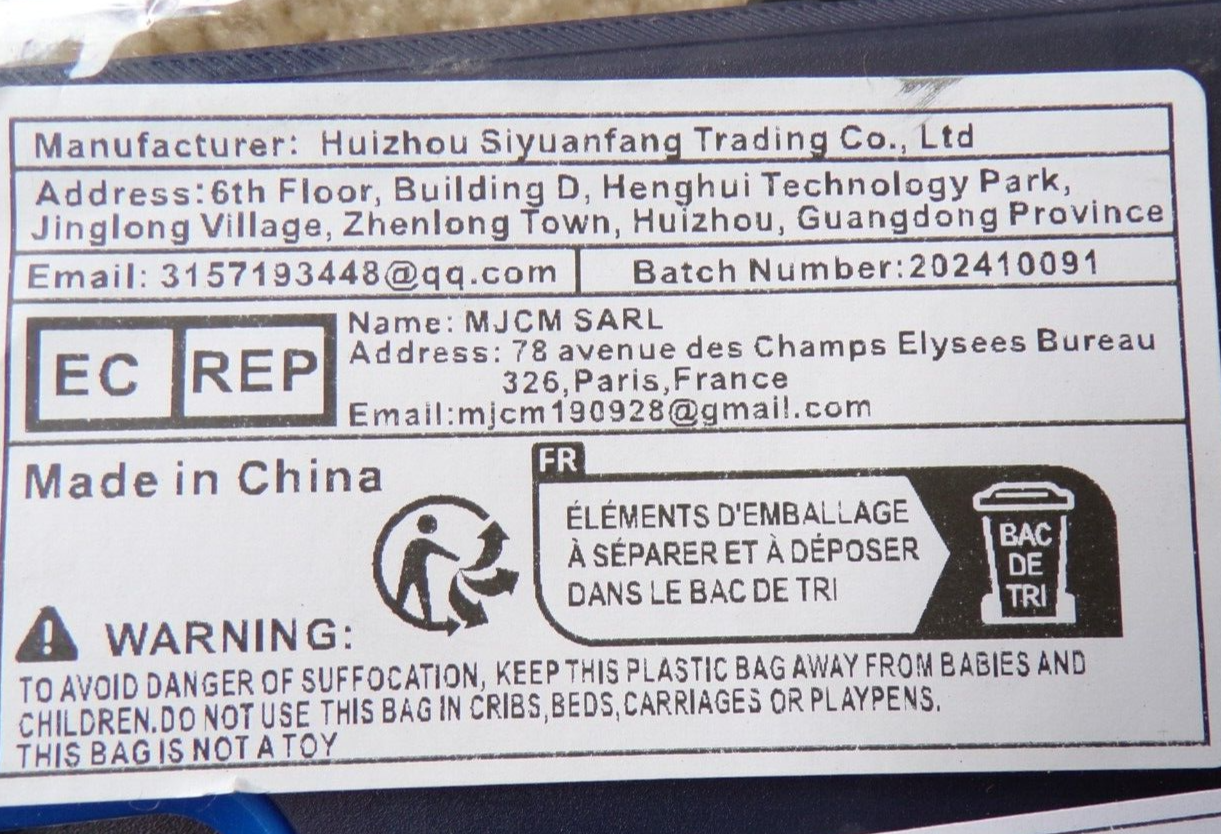 Manufacturer: Huizhou Siyuanfang Trading Co., Ltd
Address:6th Floor, Building D, Henghui Technology Park,
Jinglong Village, Zhenlong Town, Huizhou, Guangdong Province
Email: 3157193448@qq.com
Batch Number:202410091
EC REP
Name: MJCM SARL
Address: 78 avenue des Champs Elysees Bureau
326,Paris,France
Email:mjcm190928@gmail.com
Made in China
FR
ÉLÉMENTS D'EMBALLAGE
À SÉPARER ET À DÉPOSER
DANS LE BAC DE TRI
BAC
DE
TRI
WARNING:
TO AVOID DANGER OF SUFFOCATION, KEEP THIS PLASTIC BAG AWAY FROM BABIES AND
CHILDREN.DO NOT USE THIS BAG IN CRIBS,BEDS,CARRIAGES OR PLAYPENS.
THIS BAG IS NOT A TOY